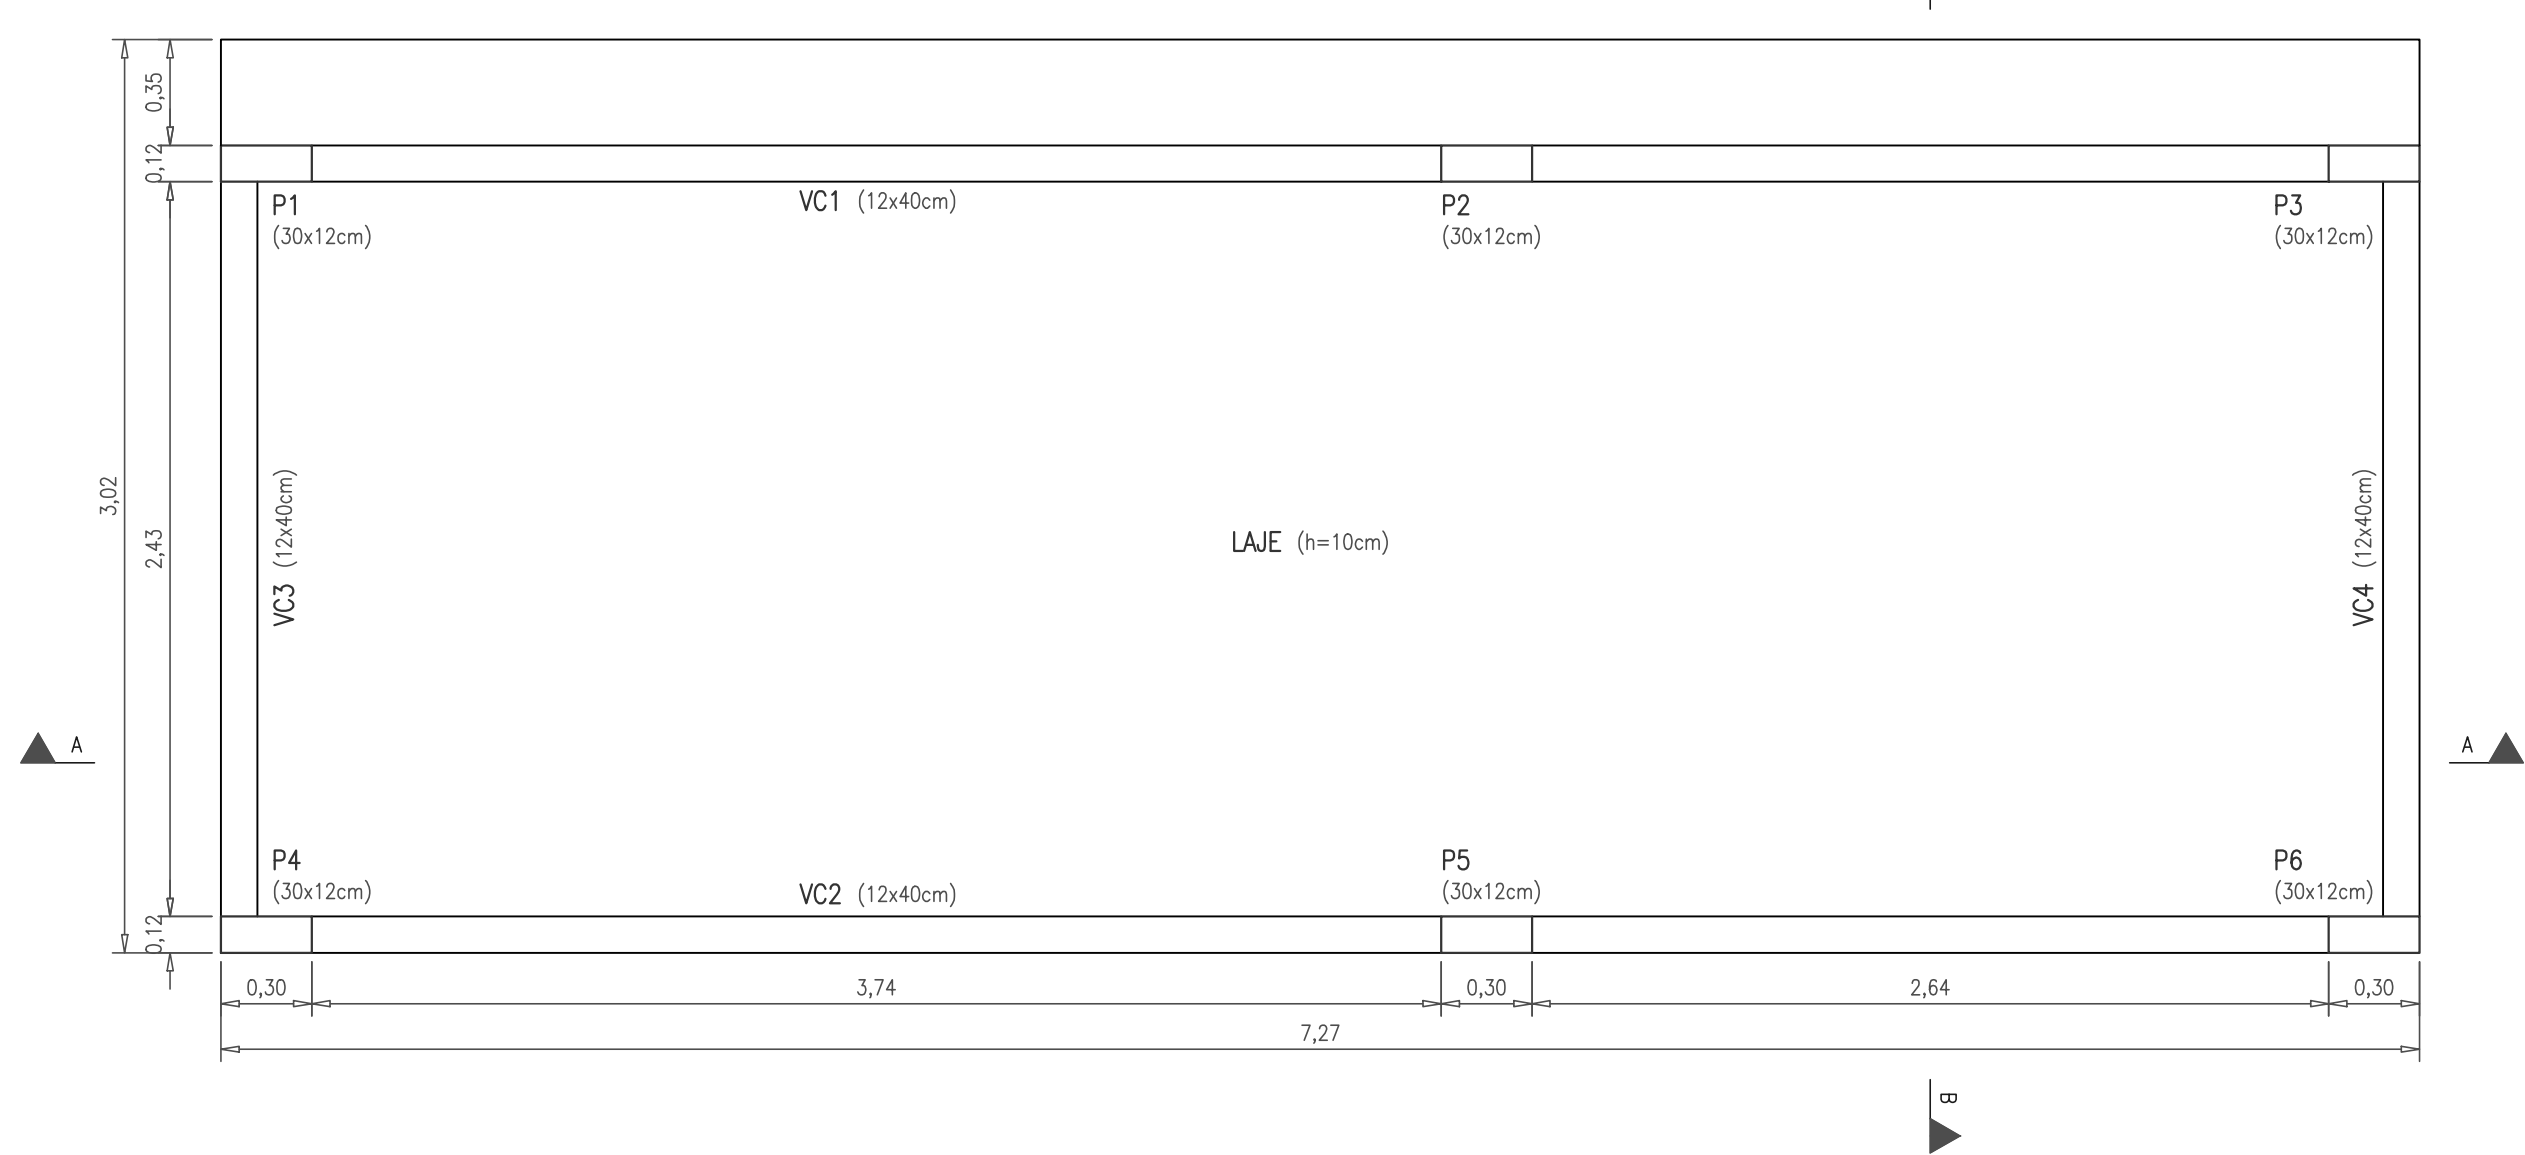 0,35
0,12
P1
(30x12cm)
VC1 (12x40cm)
P2
(30x12cm)
P3
(30x12cm)
3,02
2,43
VC3 (12x40cm)
LAJE (h=10cm)
VC4 (12x40cm)
A
A
P4
(30x12cm)
VC2 (12x40cm)
P5
(30x12cm)
P6
(30x12cm)
0,12
0,30
3,74
0,30
2,64
0,30
7,27
B